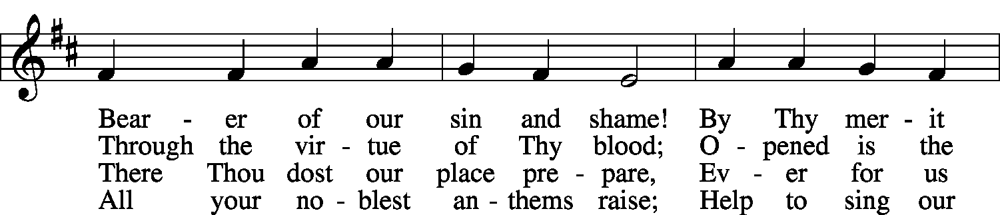 Bear - er of our sin and shame! By Thy mer - it
Through the vir - tue of Thy blood; O - pened is the
There Thou dost our place pre - pare, Ev - er for us
All your no - blest an - thems raise; Help to sing our